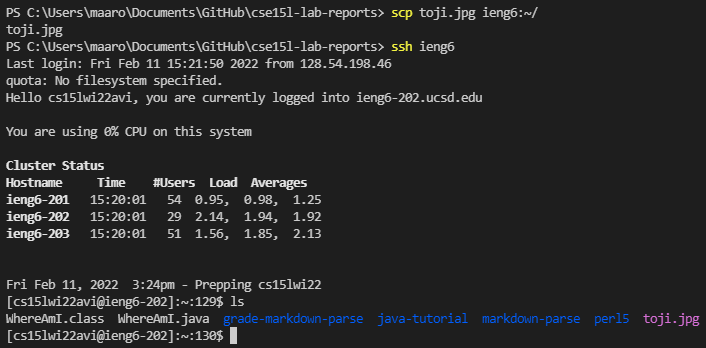 PS C:\Users\maaro\Documents\GitHub\cse15l-lab-reports> scp toji.jpg ieng6:~/
toji.jpg
PS C:\Users\maaro\Documents\GitHub\cse15l-lab-reports> ssh ieng6
Last login: Fri Feb 11 15:21:50 2022 from 128.54.198.46
quota: No filesystem specified.
Hello cs15lwi22avi, you are currently logged into ieng6-202.ucsd.edu
You are using 0% CPU on this system
Cluster Status
Hostname     Time    #Users  Load  Averages
ieng6-201   15:20:01   54  0.95,  0.98,  1.25
ieng6-202   15:20:01   29  2.14,  1.94,  1.92
ieng6-203   15:20:01   51  1.56,  1.85,  2.13
Fri Feb 11, 2022  3:24pm - Prepping cs15lwi22
[cs15lwi22avi@ieng6-202]:~:129$ ls
WhereAmI.class  WhereAmI.java  grade-markdown-parse  java-tutorial  markdown-parse  perl5  toji.jpg
[cs15lwi22avi@ieng6-202]:~:130$